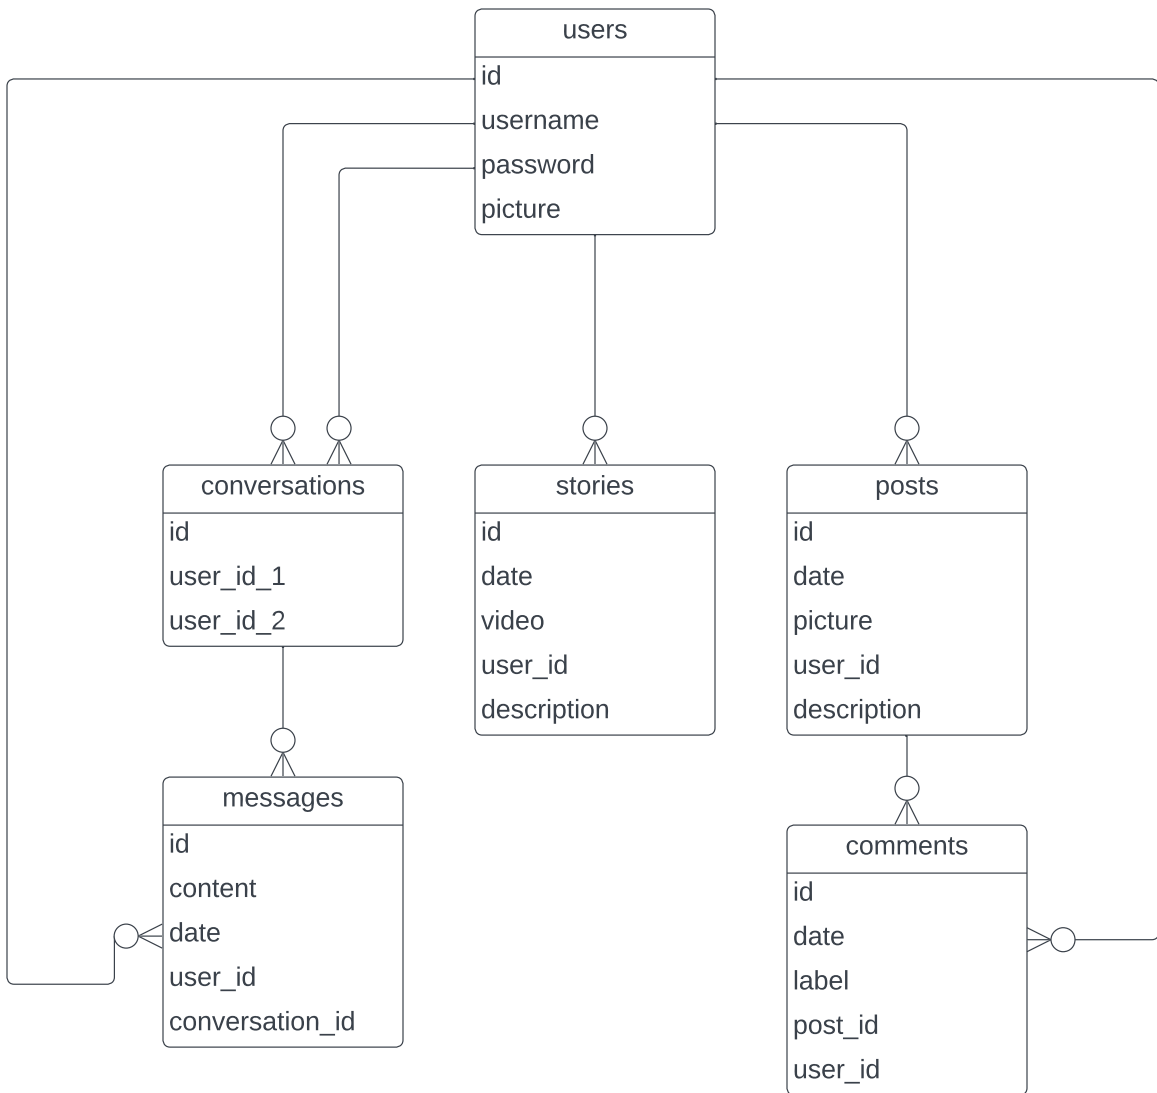 users
id
username
password
picture
conversations
id
user_id_1
user_id_2
stories
id
date
video
user_id
description
posts
id
date
picture
user_id
description
messages
id
content
date
user_id
conversation_id
comments
id
date
label
post_id
user_id